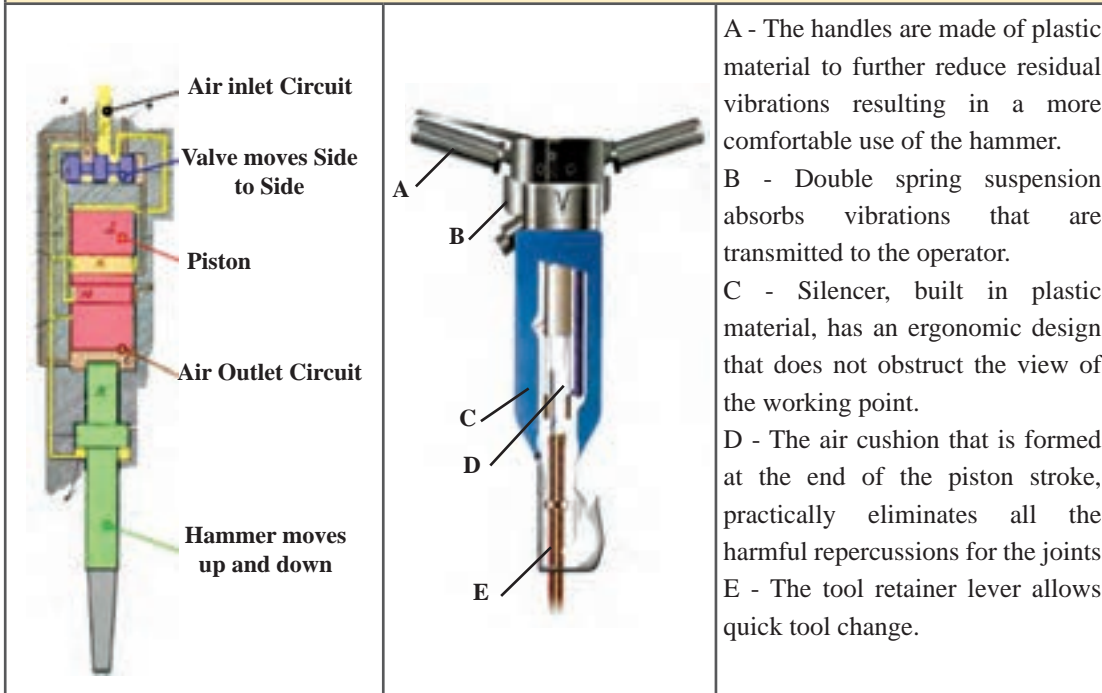 Air inlet Circuit
Valve moves Side
to Side
Piston
Air Outlet Circuit
Hammer moves
up and down
A
B
C
D
E
A - The handles are made of plastic
material to further reduce residual
vibrations resulting in a more
comfortable use of the hammer.
B - Double spring suspension
absorbs vibrations that are
transmitted to the operator.
C - Silencer, built in plastic
material, has an ergonomic design
that does not obstruct the view of
the working point.
D - The air cushion that is formed
at the end of the piston stroke,
practically eliminates all the
harmful repercussions for the joints
E - The tool retainer lever allows
quick tool change.